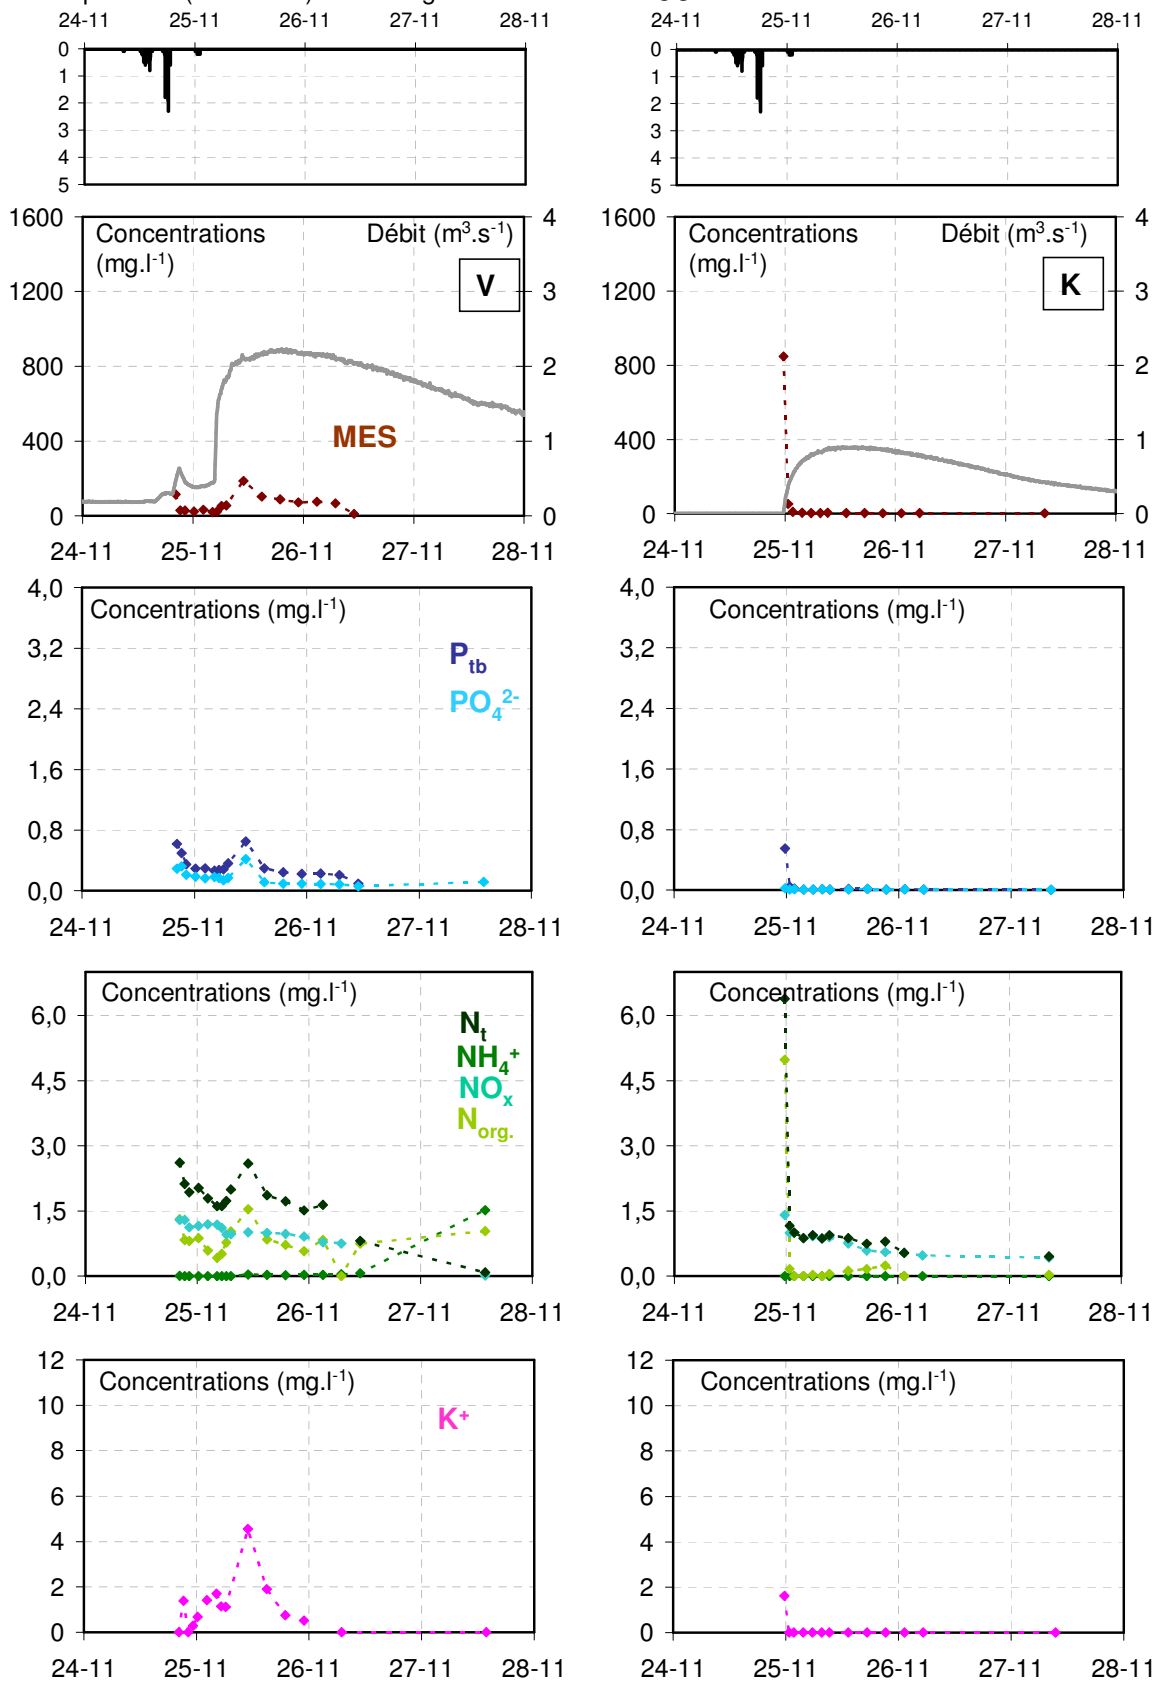 24-11 25-11 26-11 27-11 28-11 24-11 25-11 26-11 27-11 28-11
0 0
1 1
2 2
3 3
4 4
5 5
1600 4 1600 4
Concentrations Débit (m³.s⁻¹) Concentrations Débit (m³.s⁻¹)
(mg.l⁻¹) (mg.l⁻¹)
1200 V 3 1200 K 3
800 2 800 2
MES
400 1 400 1
0 0 0 0
24-11 25-11 26-11 27-11 28-11 24-11 25-11 26-11 27-11 28-11
4,0 4,0
Concentrations (mg.l⁻¹) Concentrations (mg.l⁻¹)
3,2 P_tb 3,2
2,4 PO₄²⁻ 2,4
1,6 1,6
0,8 0,8
0,0 0,0
24-11 25-11 26-11 27-11 28-11 24-11 25-11 26-11 27-11 28-11
Concentrations (mg.l⁻¹) Concentrations (mg.l⁻¹)
6,0 N_t 6,0
NH₄⁺
4,5 NOₓ 4,5
N_org.
3,0 3,0
1,5 1,5
0,0 0,0
24-11 25-11 26-11 27-11 28-11 24-11 25-11 26-11 27-11 28-11
12 12
Concentrations (mg.l⁻¹) Concentrations (mg.l⁻¹)
10 K⁺ 10
8 8
6 6
4 4
2 2
0 0
24-11 25-11 26-11 27-11 28-11 24-11 25-11 26-11 27-11 28-11